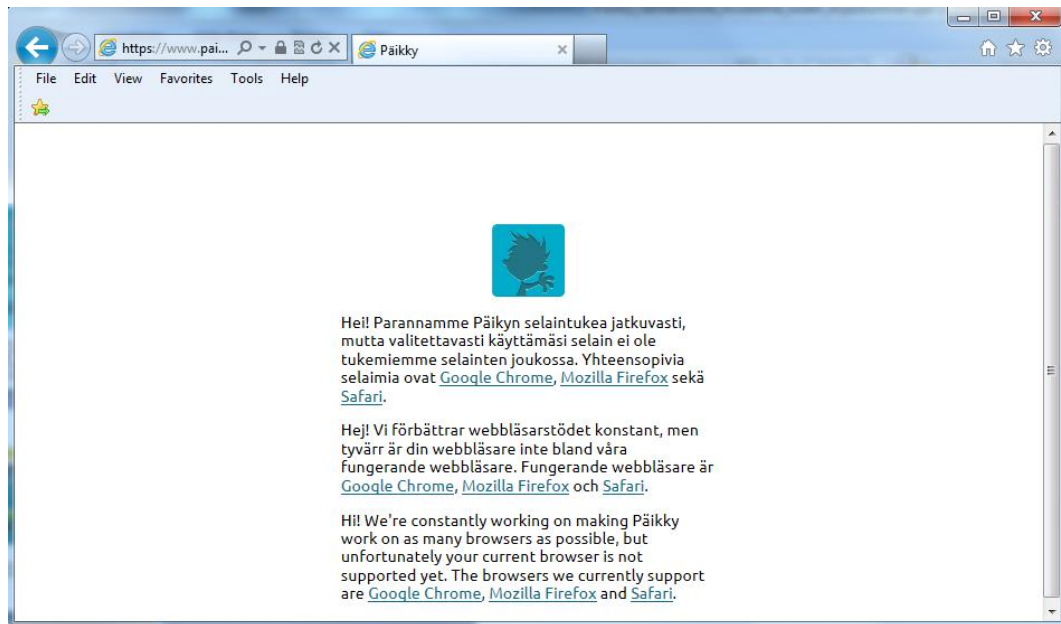 https://www.pai...
Päikky
File Edit View Favorites Tools Help
Hei! Parannamme Päikyn selaintukea jatkuvasti,
mutta valitettavasti käyttämäsi selain ei ole
tukemiemme selainten joukossa. Yhteensopivia
selaimia ovat Google Chrome, Mozilla Firefox sekä
Safari.
Hej! Vi förbättrar webbläsarstödet konstant, men
tyvärr är din webbläsare inte bland våra
fungerande webbläsare. Fungerande webbläsare är
Google Chrome, Mozilla Firefox och Safari.
Hi! We're constantly working on making Päikky
work on as many browsers as possible, but
unfortunately your current browser is not
supported yet. The browsers we currently support
are Google Chrome, Mozilla Firefox and Safari.